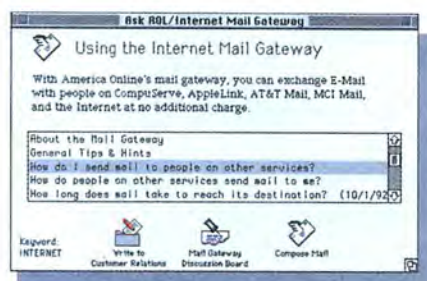 Ask AOL/Internet Mail Gateway
Using the Internet Mail Gateway
With America Online's mail gateway, you can exchange E-Mail
with people on CompuServe, AppleLink, AT&T Mail, MCI Mail,
and the Internet at no additional charge.
About the Mail Gateway
General Tips & Hints
How do I send mail to people on other services?
How do people on other services send mail to me?
How long does mail take to reach its destination? (10/1/92
Keyword:
INTERNET
Write to
Customer Relations
Mail Gateway
Discussion Board
Compose Mail